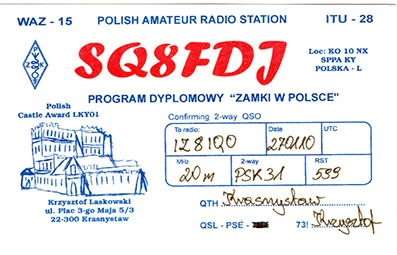 WAZ - 15 POLISH AMATEUR RADIO STATION ITU - 28
PZK
SQ8FDJ
Loc: KO 10 NX
SPPA KY
POLSKA - L
PROGRAM DYPLOMOWY "ZAMKI W POLSCE"
Polish
Castle Award LKY01
Confirming 2-way QSO
To radio: Date UTC
IZ8IQO 270110
MHz 2-way RST
20m PSK31 599
Krzysztof Laskowski
ul. Plac 3-go Maja 5/3
22-300 Krasnystaw
QTH Krasnystaw
QSL - PSE - 73! Krzysztof